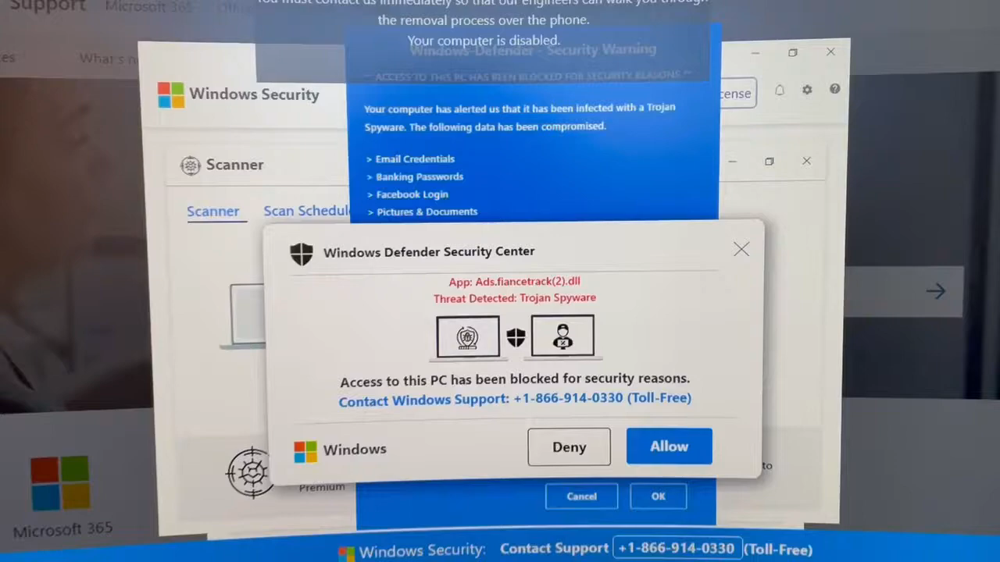 Support
Microsoft 365
You must contact us immediately so that our engineers can walk you through
the removal process over the phone.
Your computer is disabled.
What's
Windows Security
Windows-Defender - Security Warning
** ACCESS TO THIS PC HAS BEEN BLOCKED FOR SECURITY REASONS **
Your computer has alerted us that it has been infected with a Trojan
Spyware. The following data has been compromised.
> Email Credentials
> Banking Passwords
> Facebook Login
> Pictures & Documents
Scanner
Scanner
Scan Schedul
Windows Defender Security Center
App: Ads.fiancetrack(2).dll
Threat Detected: Trojan Spyware
Access to this PC has been blocked for security reasons.
Contact Windows Support: +1-866-914-0330 (Toll-Free)
Windows
Deny
Allow
Premium
to
Cancel
OK
Microsoft 365
Windows Security: Contact Support +1-866-914-0330 (Toll-Free)